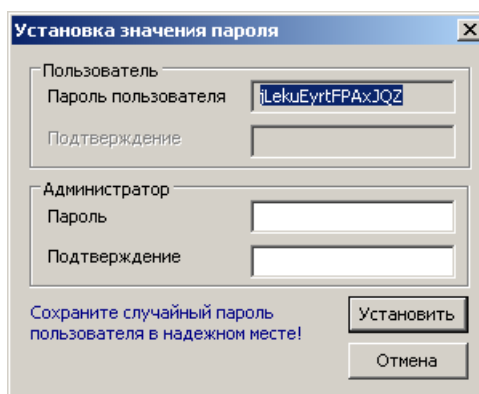 Установка значения пароля
Пользователь
Пароль пользователя jLekuEyrtFPAxJQZ
Подтверждение
Администратор
Пароль
Подтверждение
Сохраните случайный пароль
пользователя в надежном месте!
Установить
Отмена